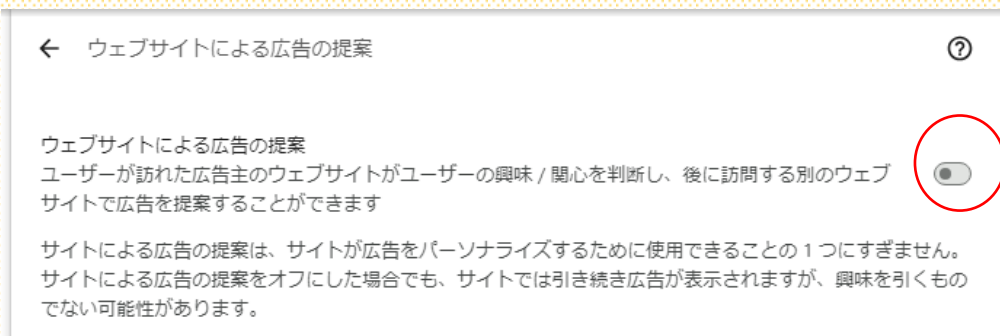 ウェブサイトによる広告の提案
ウェブサイトによる広告の提案
ユーザーが訪れた広告主のウェブサイトがユーザーの興味 / 関心を判断し、後に訪問する別のウェブ
サイトで広告を提案することができます
サイトによる広告の提案は、サイトが広告をパーソナライズするために使用できることの 1 つにすぎません。
サイトによる広告の提案をオフにした場合でも、サイトでは引き続き広告が表示されますが、興味を引くもの
でない可能性があります。